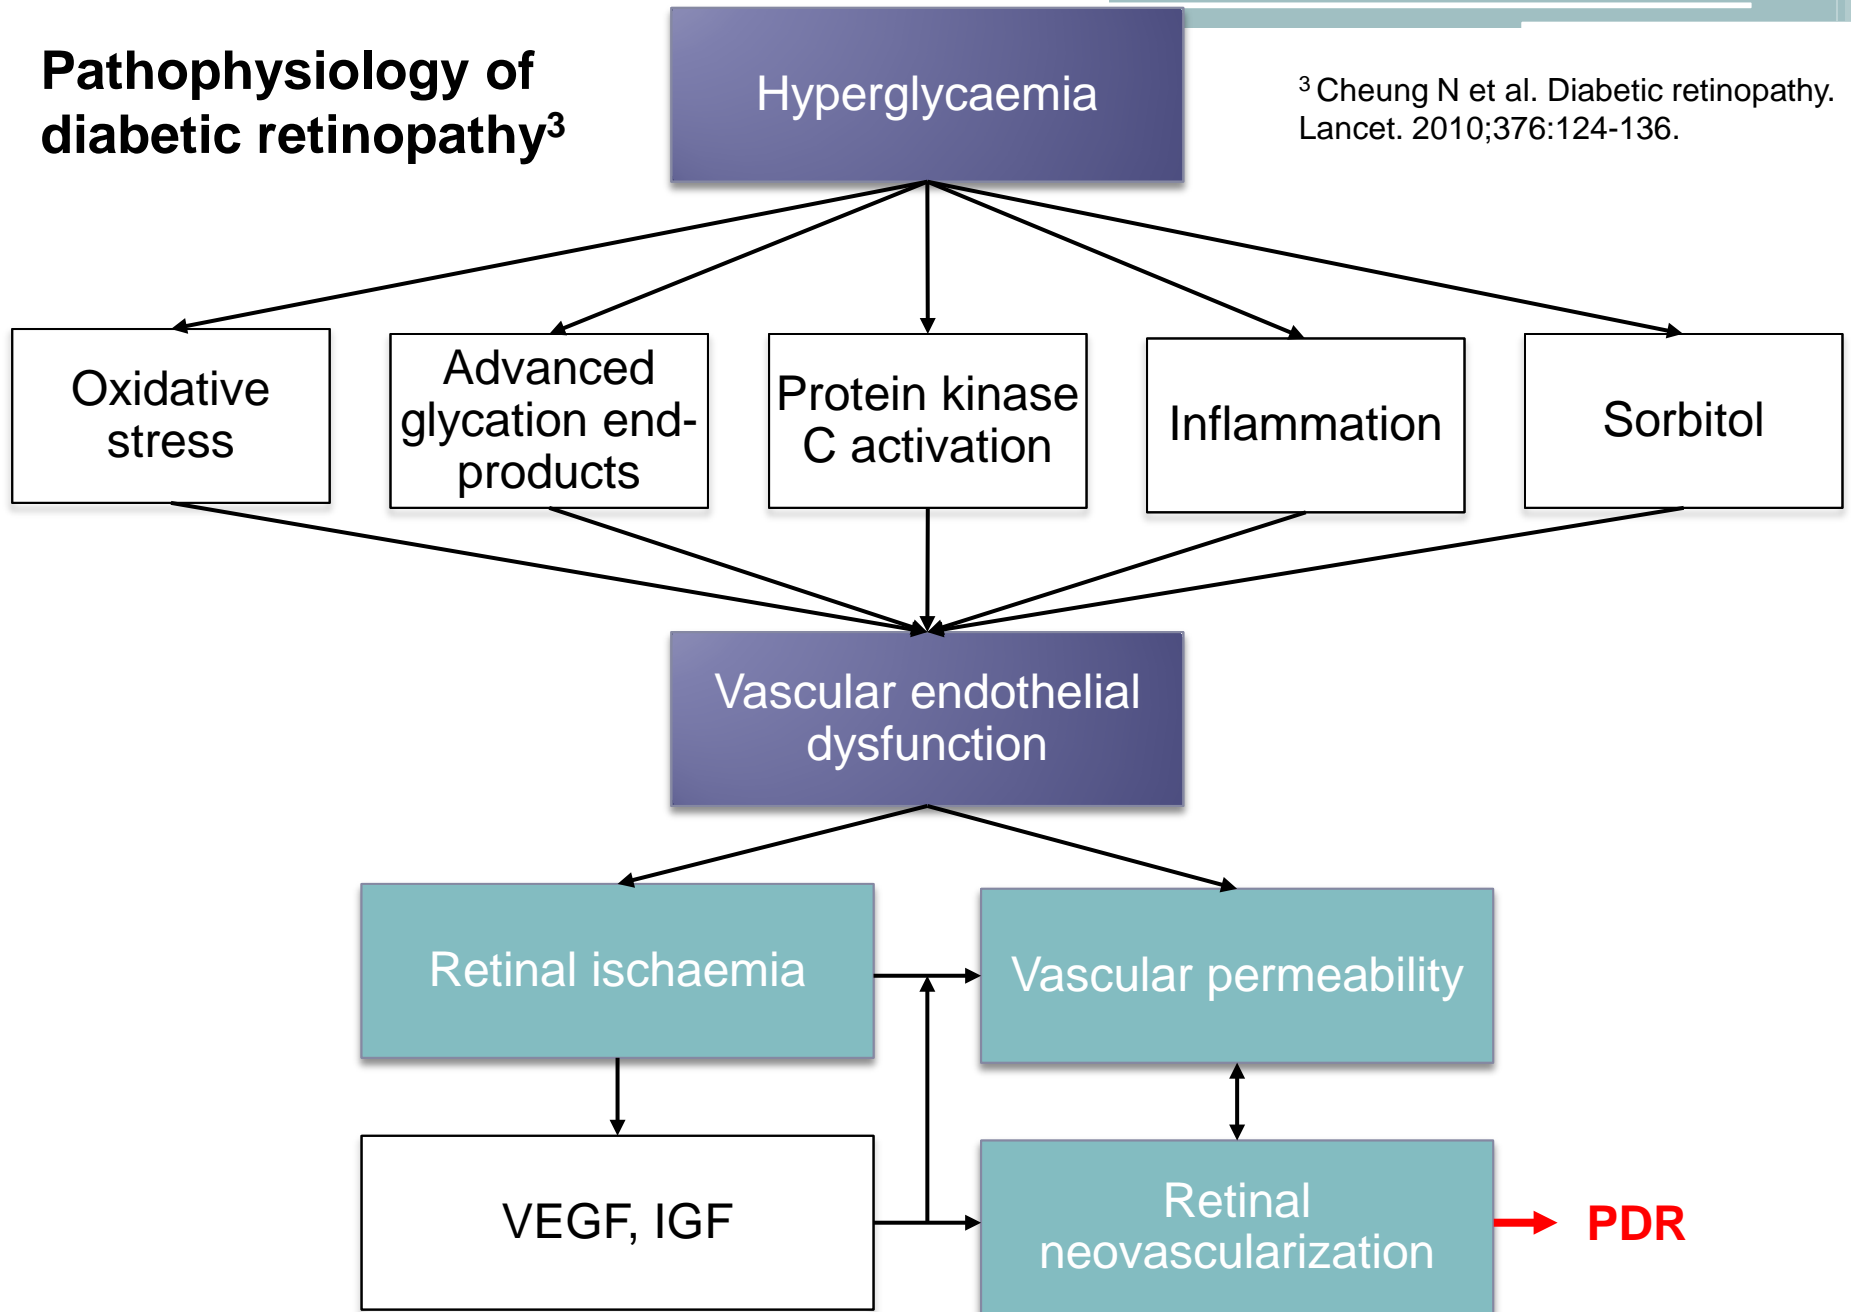 Pathophysiology of
diabetic retinopathy³
Hyperglycaemia
³ Cheung N et al. Diabetic retinopathy.
Lancet. 2010;376:124-136.
Oxidative
stress
Advanced
glycation end-
products
Protein kinase
C activation
Inflammation
Sorbitol
Vascular endothelial
dysfunction
Retinal ischaemia
Vascular permeability
VEGF, IGF
Retinal
neovascularization
PDR